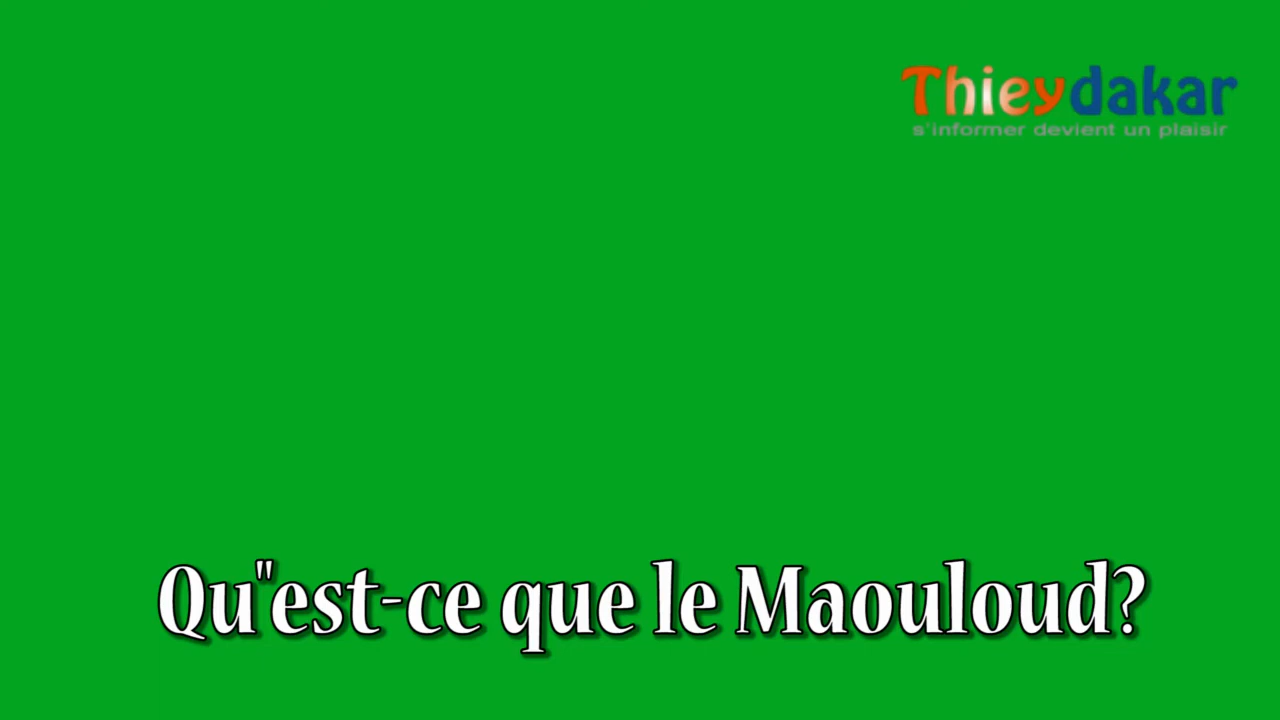 Thieydakar
s'informer devient un plaisir
Qu"est-ce que le Maouloud?